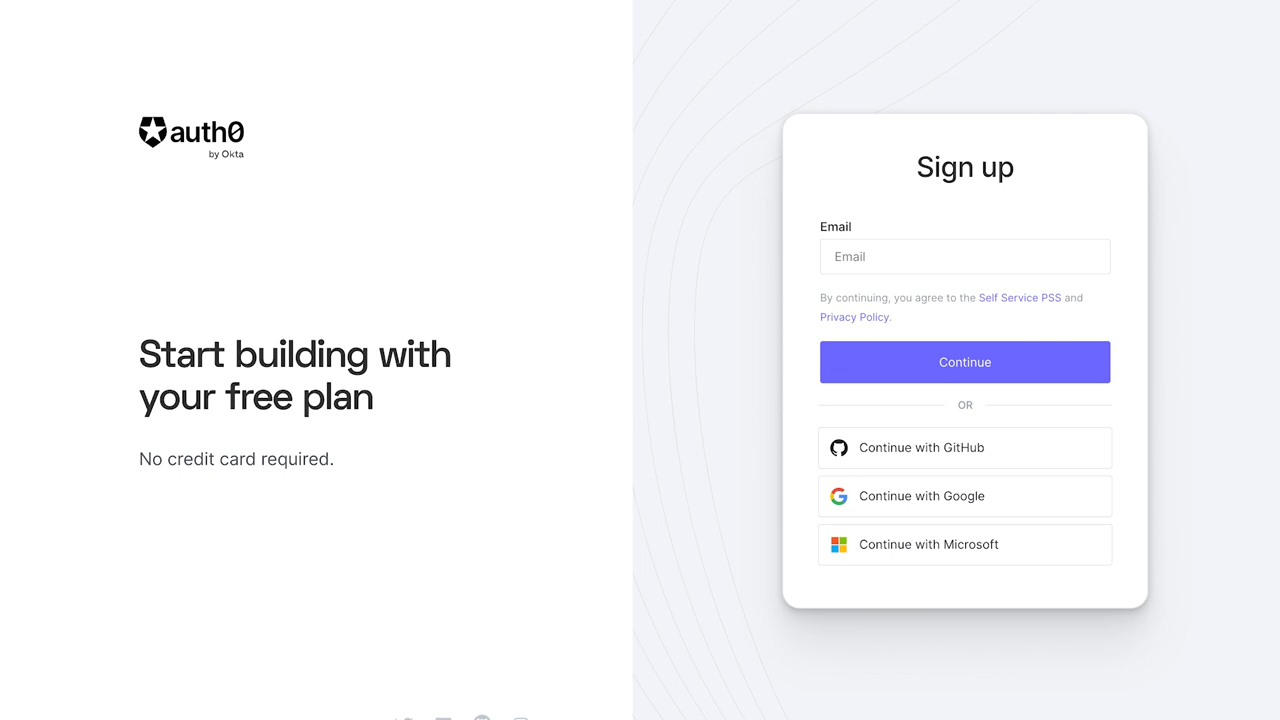 auth0
by Okta
Start building with
your free plan
No credit card required.
Sign up
Email
Email
By continuing, you agree to the Self Service PSS and
Privacy Policy.
Continue
OR
Continue with GitHub
Continue with Google
Continue with Microsoft